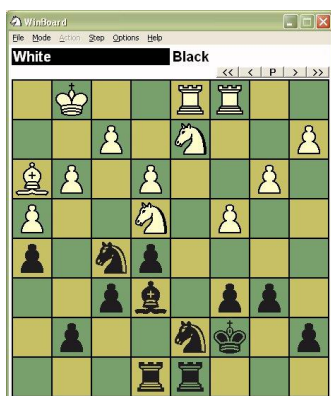 WinBoard
File Mode Action Step Options Help
White Black
<< < P > >>